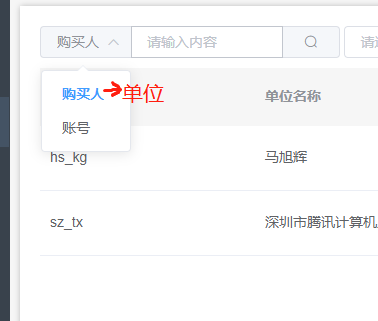 购买人 请输入内容 请
购买人 单位
单位名称
账号
hs_kg 马旭辉
sz_tx 深圳市腾讯计算机